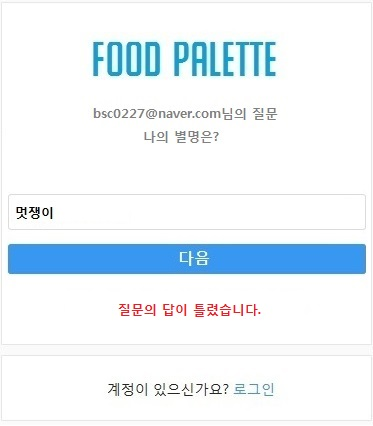 FOOD PALETTE
bsc0227@naver.com님의 질문
나의 별명은?
멋쟁이
다음
질문의 답이 틀렸습니다.
계정이 있으신가요? 로그인